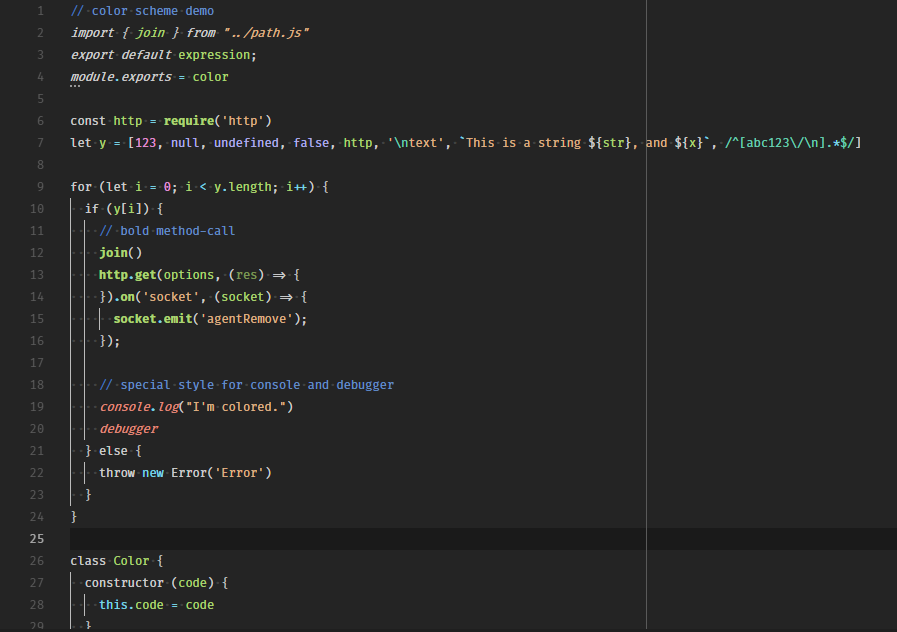 1 // color scheme demo
2 import { join } from "../path.js"
3 export default expression;
4 module.exports = color
5
6 const http = require('http')
7 let y = [123, null, undefined, false, http, '\ntext', `This is a string ${str}, and ${x}`, /^[abc123\/\n].*$/]
8
9 for (let i = 0; i < y.length; i++) {
10   if (y[i]) {
11     // bold method-call
12     join()
13     http.get(options, (res) => {
14     }).on('socket', (socket) => {
15       socket.emit('agentRemove');
16     });
17
18     // special style for console and debugger
19     console.log("I'm colored.")
20     debugger
21   } else {
22     throw new Error('Error')
23   }
24 }
25
26 class Color {
27   constructor (code) {
28     this.code = code
29   }